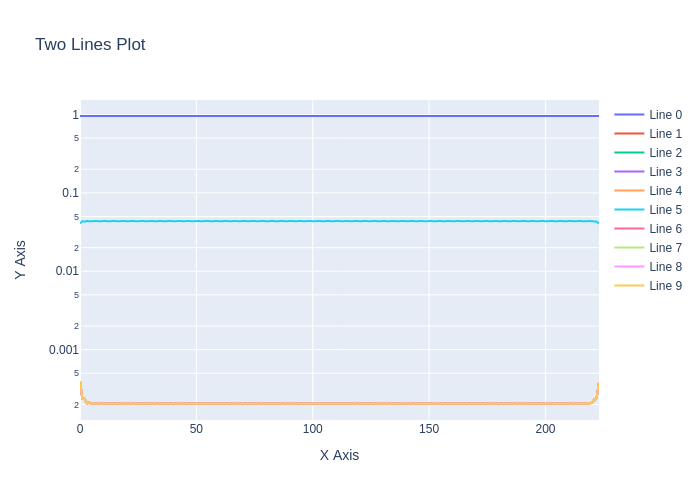 Two Lines Plot
1
5
2
0.1
5
2
0.01
5
2
0.001
5
2
0 50 100 150 200
X Axis
Y Axis
Line 0
Line 1
Line 2
Line 3
Line 4
Line 5
Line 6
Line 7
Line 8
Line 9